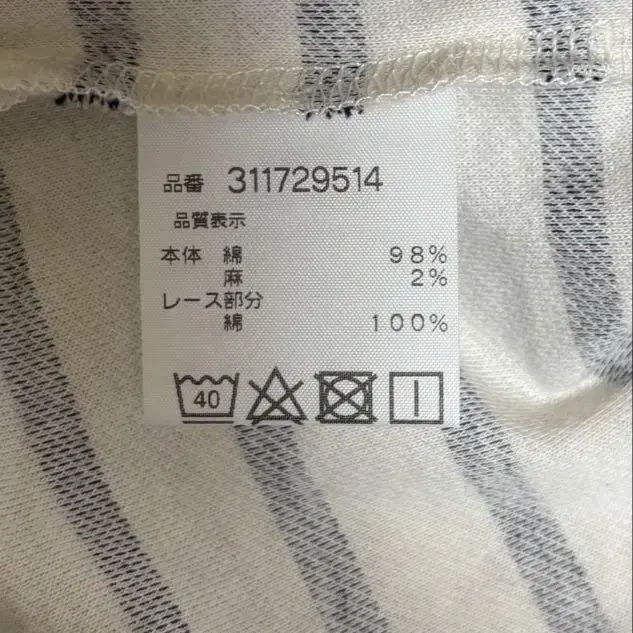 品番 311729514
品質表示
本体 綿 98%
麻 2%
レース部分
綿 100%
40